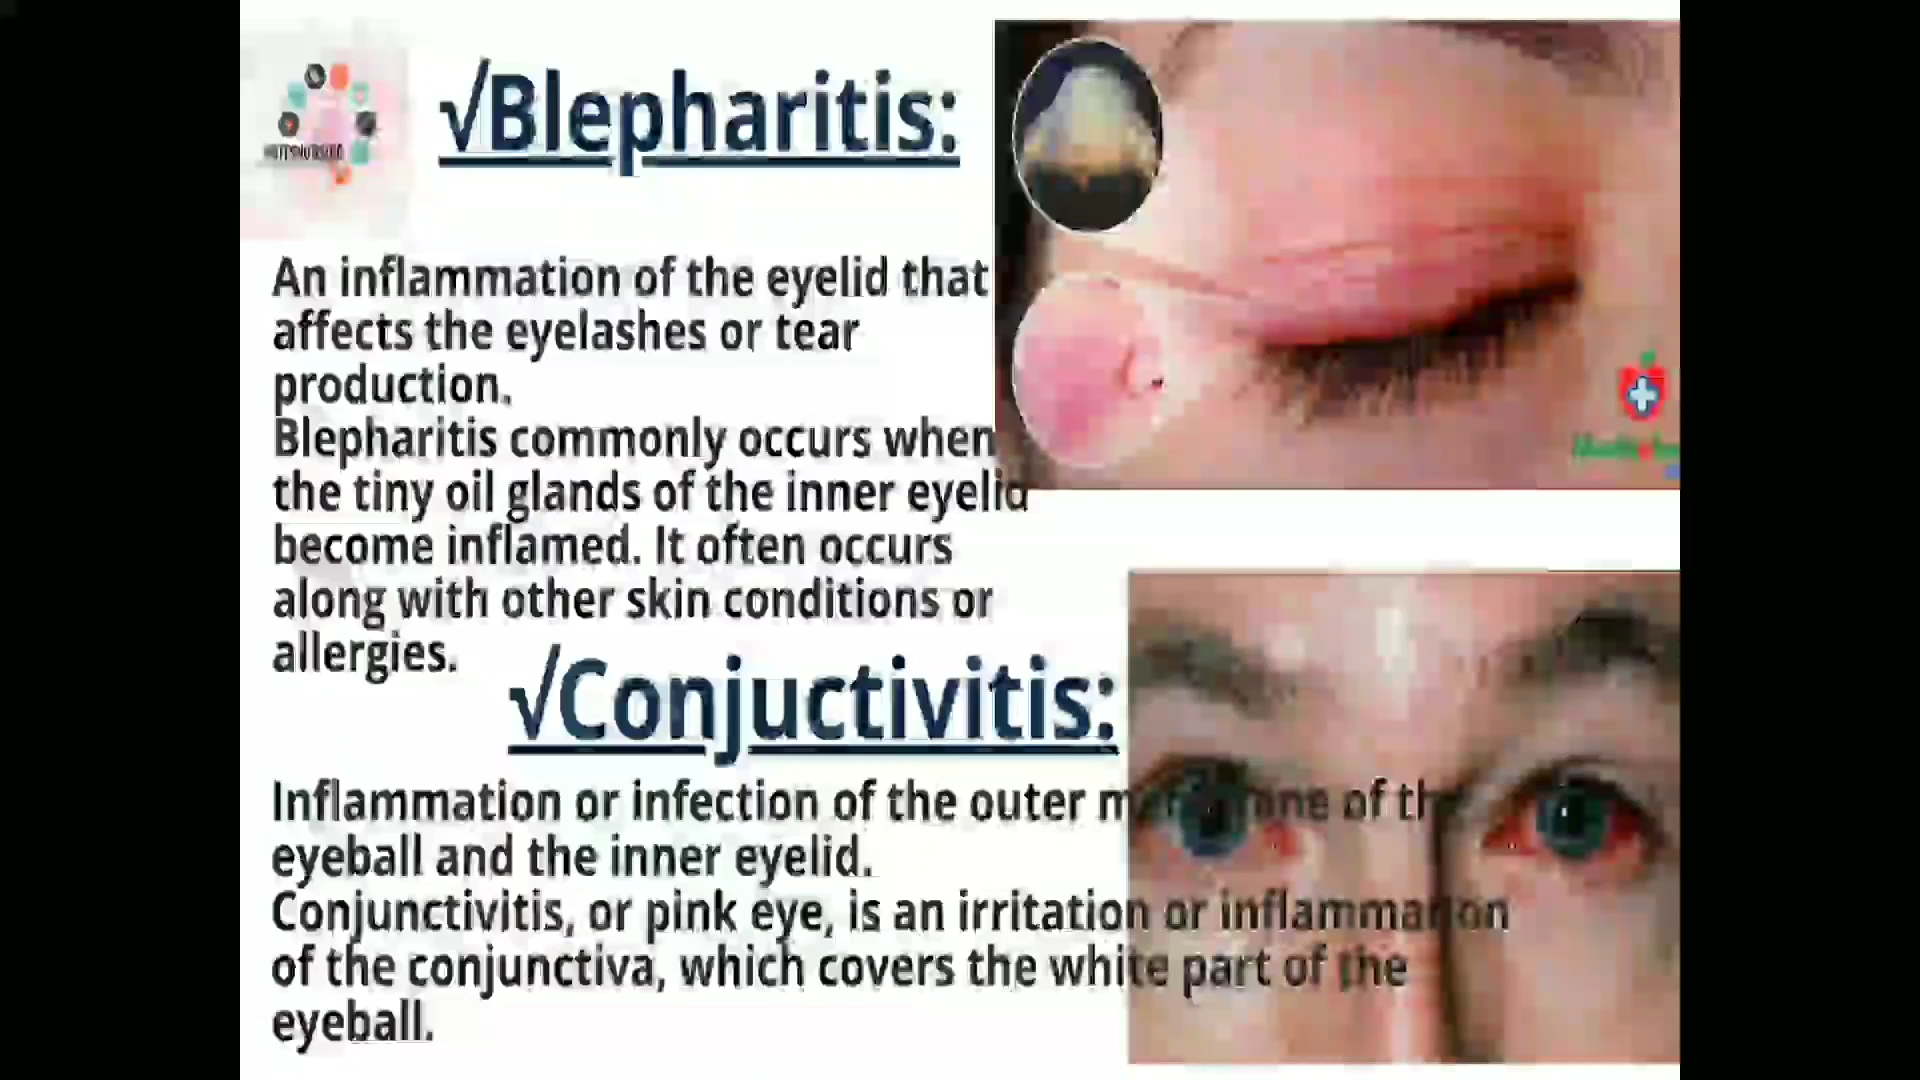 √Blepharitis:
An inflammation of the eyelid that
affects the eyelashes or tear
production.
Blepharitis commonly occurs when
the tiny oil glands of the inner eyelid
become inflamed. It often occurs
along with other skin conditions or
allergies.
√Conjuctivitis:
Inflammation or infection of the outer membrane of the
eyeball and the inner eyelid.
Conjunctivitis, or pink eye, is an irritation or inflammation
of the conjunctiva, which covers the white part of the
eyeball.